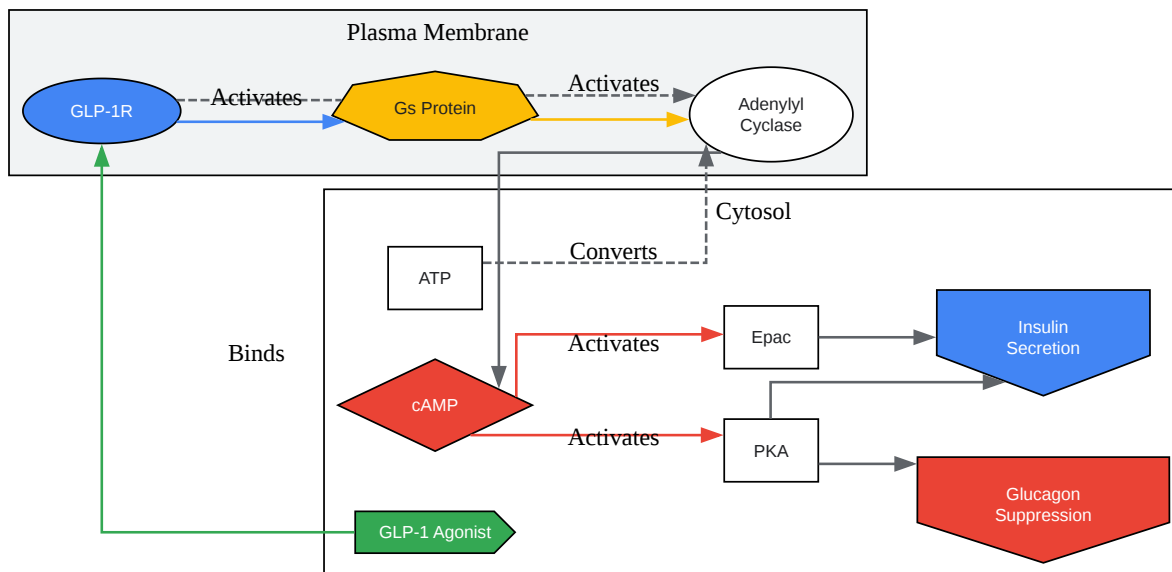 Plasma Membrane
GLP-1R
Activates
Gs Protein
Activates
Adenylyl
Cyclase
Cytosol
ATP
Converts
Binds
Activates
Epac
Insulin
Secretion
cAMP
Activates
PKA
Glucagon
Suppression
GLP-1 Agonist